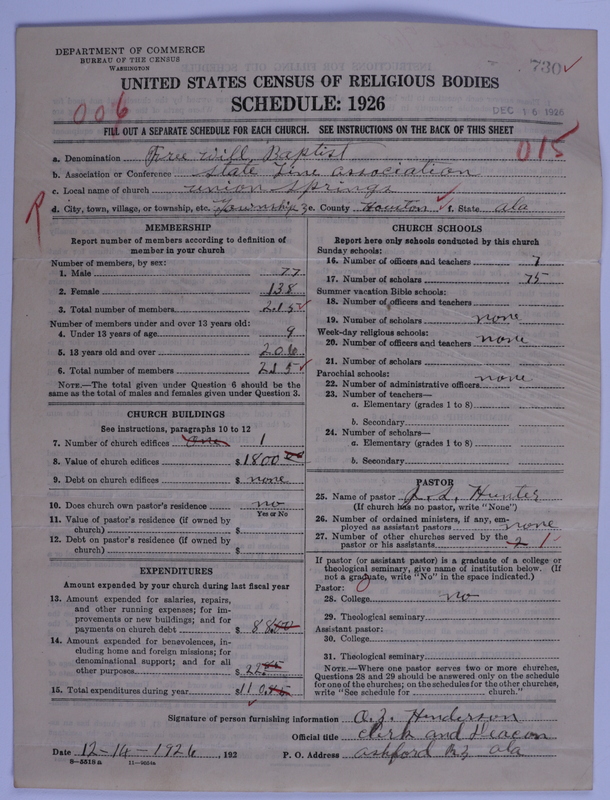 DEPARTMENT OF COMMERCE
BUREAU OF THE CENSUS
WASHINGTON
730
UNITED STATES CENSUS OF RELIGIOUS BODIES
SCHEDULE: 1926
006
DEC 16 1926
FILL OUT A SEPARATE SCHEDULE FOR EACH CHURCH. SEE INSTRUCTIONS ON THE BACK OF THIS SHEET
015
a. Denomination Free Will Baptist
b. Association or Conference State Line association
c. Local name of church union Springs
R
d. City, town, village, or township, etc. Township 3 e. County Houston f. State ala
MEMBERSHIP
Report number of members according to definition of
member in your church
Number of members, by sex:
1. Male 77
2. Female 138
3. Total number of members 215
Number of members under and over 13 years old:
4. Under 13 years of age 9
5. 13 years old and over 206
6. Total number of members 215
NOTE.—The total given under Question 6 should be the
same as the total of males and females given under Question 3.
CHURCH BUILDINGS
See instructions, paragraphs 10 to 12
7. Number of church edifices One 1
8. Value of church edifices $ 1800 00
9. Debt on church edifices $ none
10. Does church own pastor's residence no
Yes or No
11. Value of pastor's residence (if owned by
church) $
12. Debt on pastor's residence (if owned by
church) $
EXPENDITURES
Amount expended by your church during last fiscal year
13. Amount expended for salaries, repairs,
and other running expenses; for im-
provements or new buildings; and for
payments on church debt $ 88
14. Amount expended for benevolences, in-
cluding home and foreign missions; for
denominational support; and for all
other purposes $ 22
15. Total expenditures during year $ 110
CHURCH SCHOOLS
Report here only schools conducted by this church
Sunday schools:
16. Number of officers and teachers 7
17. Number of scholars 75
Summer vacation Bible schools:
18. Number of officers and teachers
19. Number of scholars none
Week-day religious schools:
20. Number of officers and teachers none
21. Number of scholars
Parochial schools:
22. Number of administrative officers none
23. Number of teachers—
a. Elementary (grades 1 to 8)
b. Secondary
24. Number of scholars—
a. Elementary (grades 1 to 8)
b. Secondary
PASTOR
25. Name of pastor J. L. Hunter
(If church has no pastor, write "None")
26. Number of ordained ministers, if any, em-
ployed as assistant pastors none
27. Number of other churches served by the
pastor or his assistants 2 1
If pastor (or assistant pastor) is a graduate of a college or
theological seminary, give name of institution below. (If
not a graduate, write "No" in the space indicated.)
Pastor:
28. College no
29. Theological seminary
Assistant pastor:
30. College
31. Theological seminary
NOTE.—Where one pastor serves two or more churches,
Questions 28 and 29 should be answered only on the schedule
for one of the churches; on the schedules for the other churches,
write "See schedule for church."
Signature of person furnishing information O. Z. Henderson
Official title Clerk and Deacon
Date 12-14-1926, 192 P. O. Address ashford R2 ala
8-5518a 11-9664a